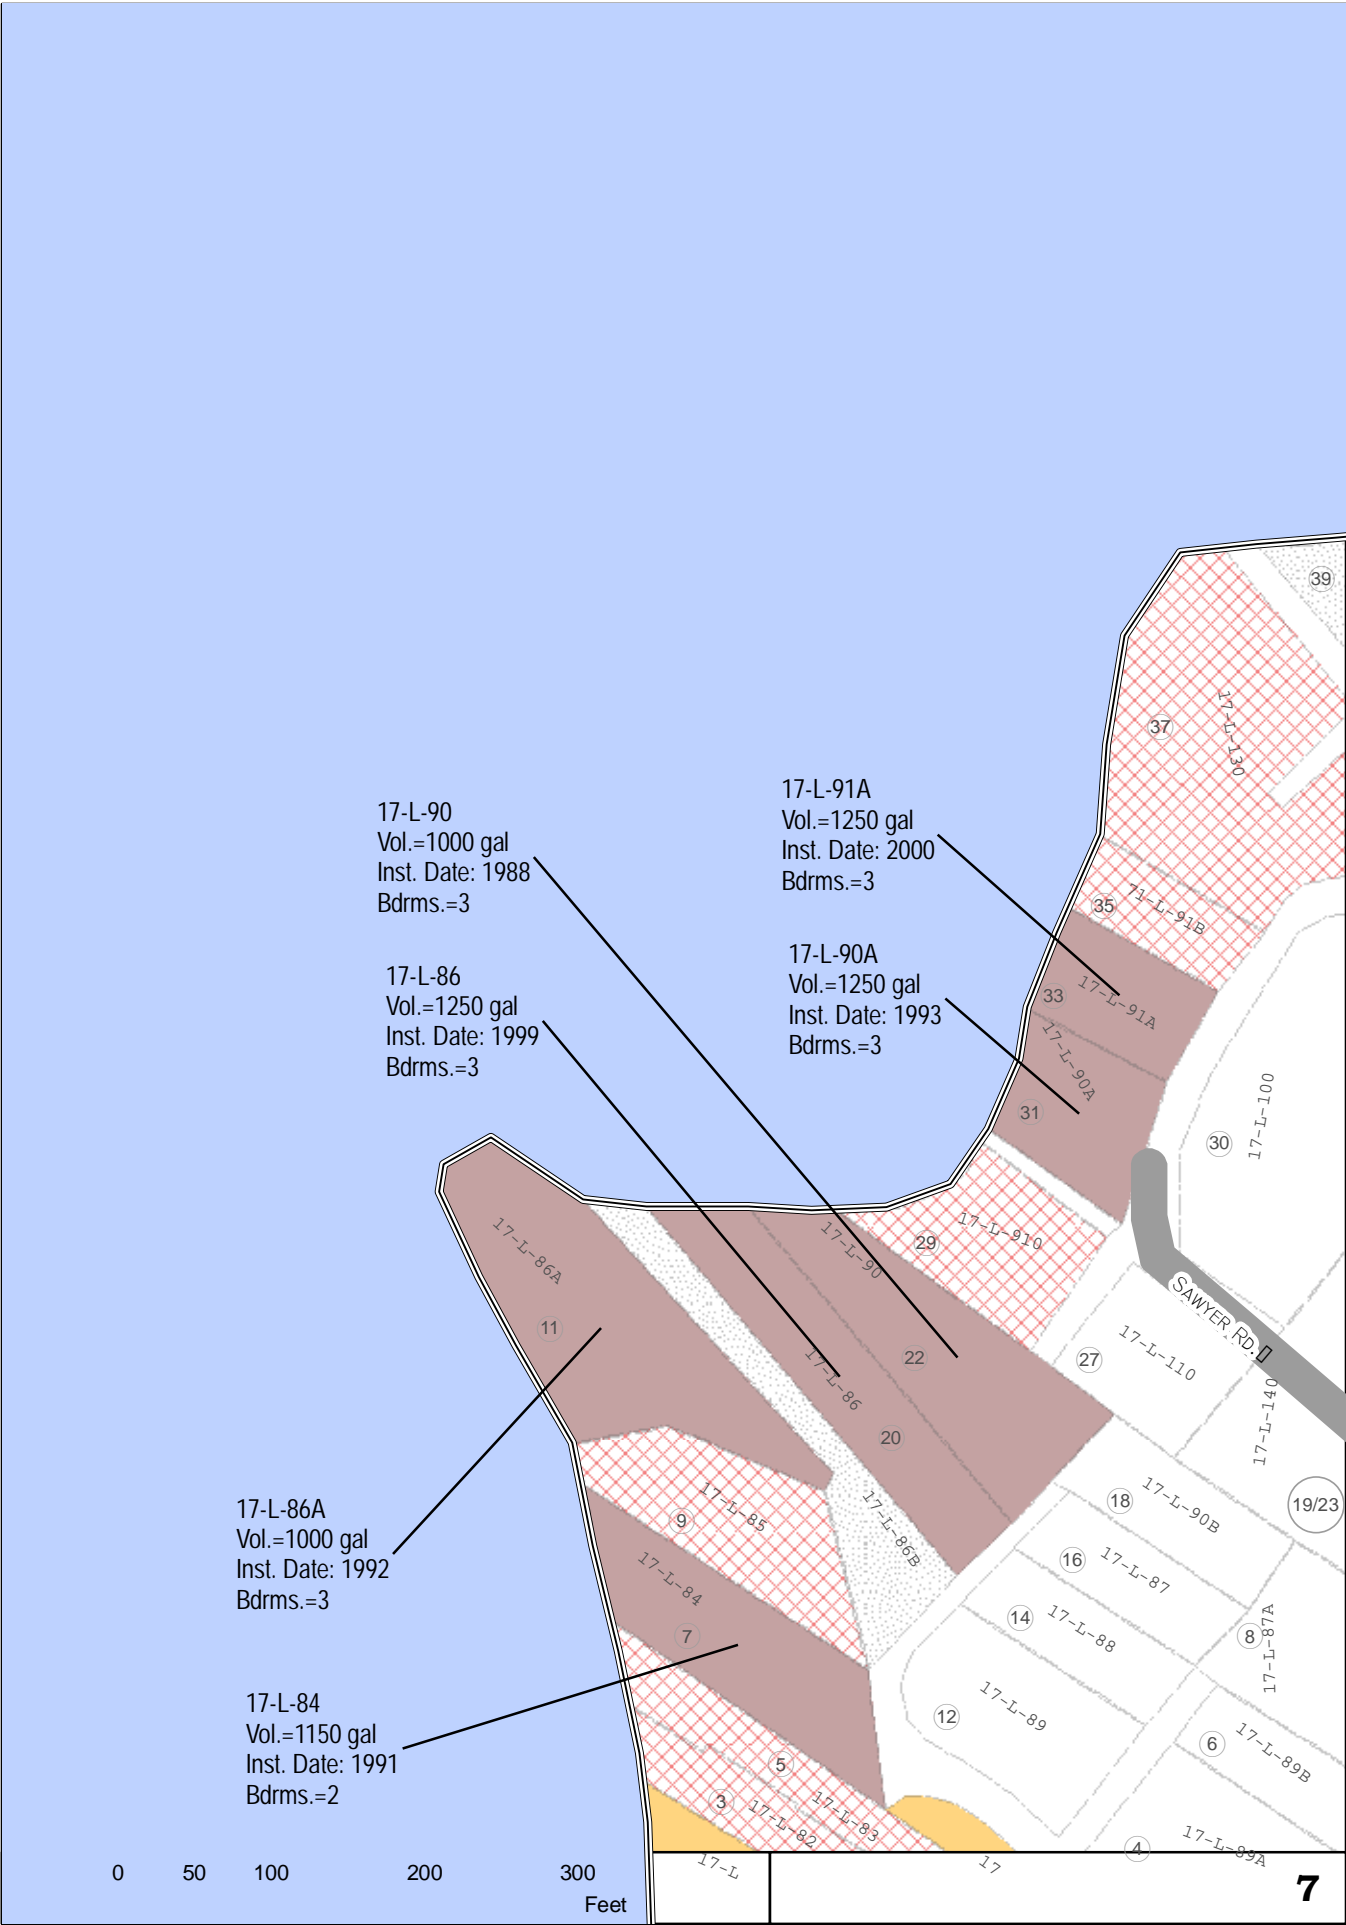 39
17-L-130
37
17-L-91A
Vol.=1250 gal
Inst. Date: 2000
Bdrms.=3
17-L-90
Vol.=1000 gal
Inst. Date: 1988
Bdrms.=3
71-L-91B
35
17-L-90A
Vol.=1250 gal
Inst. Date: 1993
Bdrms.=3
17-L-86
Vol.=1250 gal
Inst. Date: 1999
Bdrms.=3
33
17-L-91A
17-L-90A
31
30
17-L-100
17-L-86A
11
17-L-90
29
17-L-910
SAWYER RD.
22
17-L-86
20
27
17-L-110
17-L-140
17-L-86A
Vol.=1000 gal
Inst. Date: 1992
Bdrms.=3
9
17-L-85
17-L-86B
18
17-L-90B
19/23
16
17-L-87
17-L-84
7
14
17-L-88
8
17-L-87A
17-L-84
Vol.=1150 gal
Inst. Date: 1991
Bdrms.=2
12
17-L-89
6
17-L-89B
5
17-L-83
3
17-L-82
4
17-L-89A
17-L
17
0 50 100 200 300
Feet
7